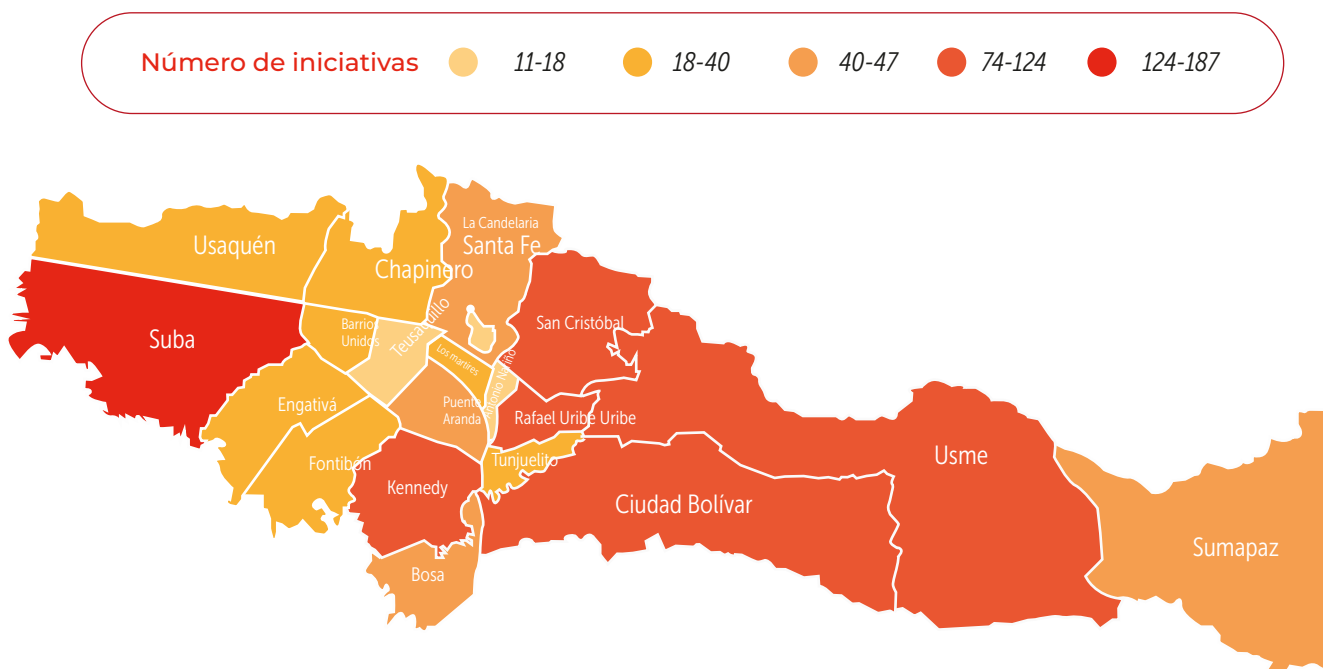 Número de iniciativas 11-18 18-40 40-47 74-124 124-187
La Candelaria
Santa Fe
Usaquén
Chapinero
Suba
Barrios
Unidos
Teusaquillo
San Cristóbal
Los martires
Antonio Nariño
Engativá
Puente
Aranda
Rafael Uribe Uribe
Fontibón
Tunjuelito
Kennedy
Usme
Ciudad Bolívar
Sumapaz
Bosa